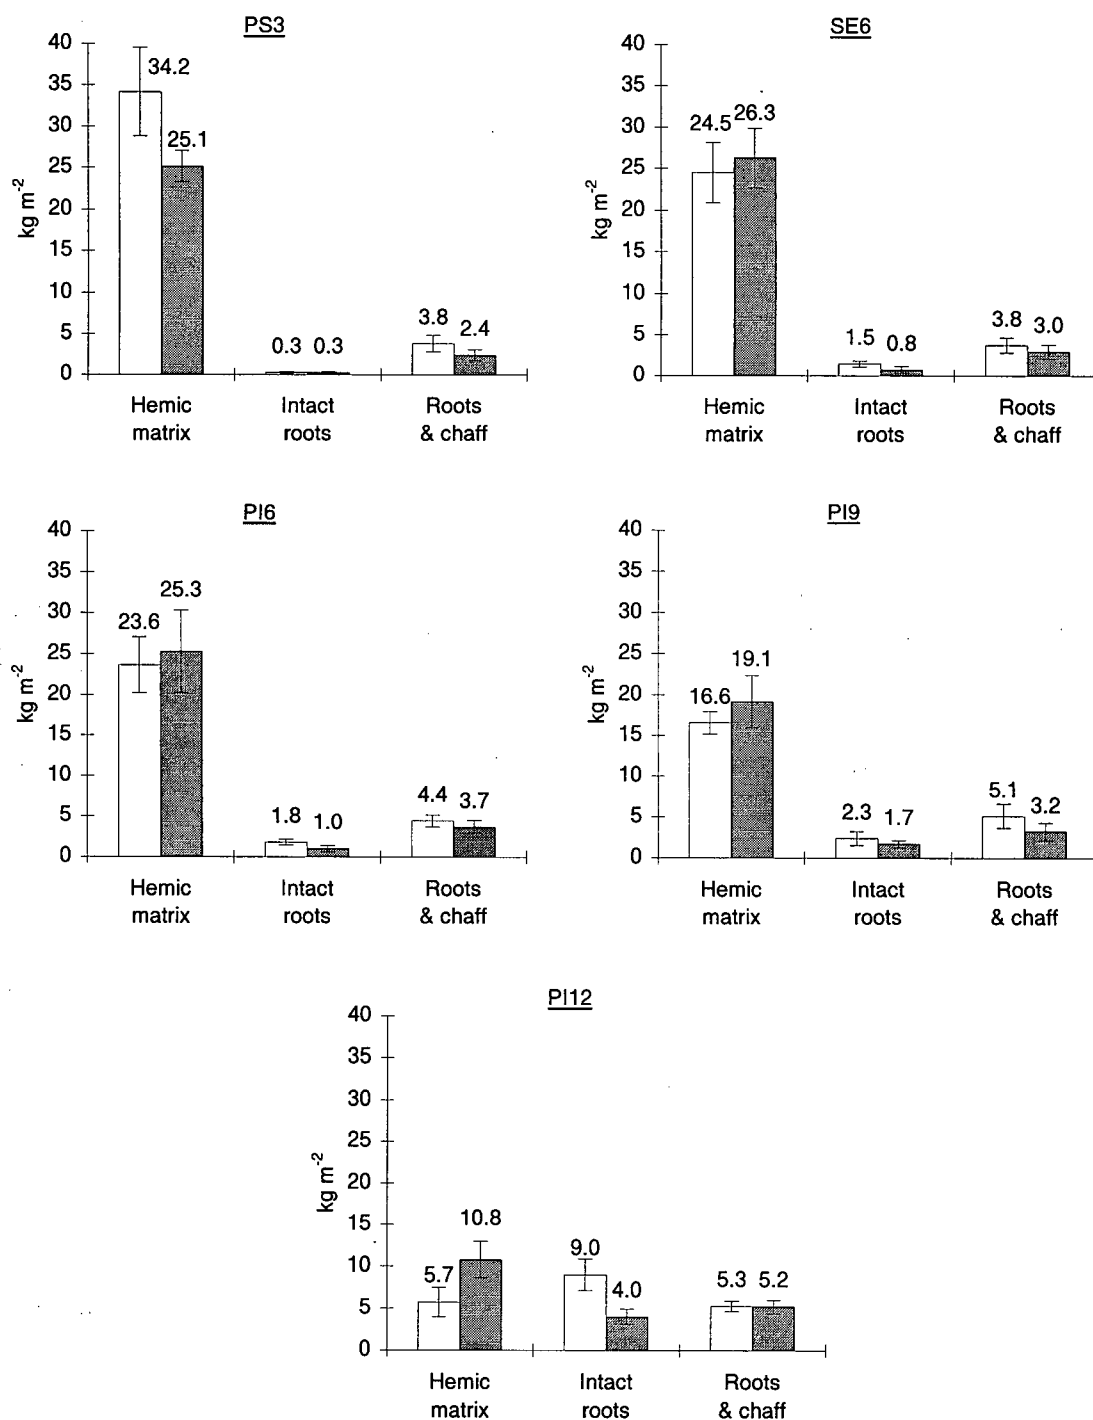 PS3
40
35
30
25
20
15
10
5
0
kg m-2
34.2
25.1
0.3 0.3
3.8
2.4
Hemic matrix
Intact roots
Roots & chaff
SE6
40
35
30
25
20
15
10
5
0
kg m-2
24.5
26.3
1.5
0.8
3.8
3.0
Hemic matrix
Intact roots
Roots & chaff
PI6
40
35
30
25
20
15
10
5
0
kg m-2
23.6
25.3
1.8
1.0
4.4
3.7
Hemic matrix
Intact roots
Roots & chaff
PI9
40
35
30
25
20
15
10
5
0
kg m-2
16.6
19.1
2.3
1.7
5.1
3.2
Hemic matrix
Intact roots
Roots & chaff
PI12
40
35
30
25
20
15
10
5
0
kg m-2
5.7
10.8
9.0
4.0
5.3 5.2
Hemic matrix
Intact roots
Roots & chaff